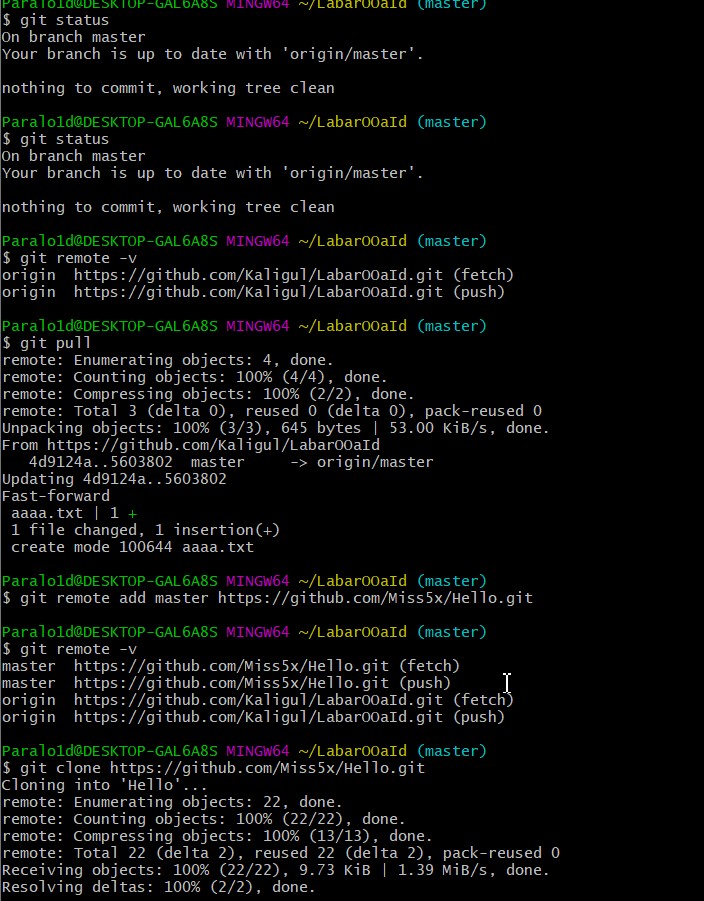 Paralo1d@DESKTOP-GAL6A8S MINGW64 ~/LabarOOaId (master)
$ git status
On branch master
Your branch is up to date with 'origin/master'.
nothing to commit, working tree clean
Paralo1d@DESKTOP-GAL6A8S MINGW64 ~/LabarOOaId (master)
$ git status
On branch master
Your branch is up to date with 'origin/master'.
nothing to commit, working tree clean
Paralo1d@DESKTOP-GAL6A8S MINGW64 ~/LabarOOaId (master)
$ git remote -v
origin  https://github.com/Kaligul/LabarOOaId.git (fetch)
origin  https://github.com/Kaligul/LabarOOaId.git (push)
Paralo1d@DESKTOP-GAL6A8S MINGW64 ~/LabarOOaId (master)
$ git pull
remote: Enumerating objects: 4, done.
remote: Counting objects: 100% (4/4), done.
remote: Compressing objects: 100% (2/2), done.
remote: Total 3 (delta 0), reused 0 (delta 0), pack-reused 0
Unpacking objects: 100% (3/3), 645 bytes | 53.00 KiB/s, done.
From https://github.com/Kaligul/LabarOOaId
   4d9124a..5603802  master     -> origin/master
Updating 4d9124a..5603802
Fast-forward
 aaaa.txt | 1 +
 1 file changed, 1 insertion(+)
 create mode 100644 aaaa.txt
Paralo1d@DESKTOP-GAL6A8S MINGW64 ~/LabarOOaId (master)
$ git remote add master https://github.com/Miss5x/Hello.git
Paralo1d@DESKTOP-GAL6A8S MINGW64 ~/LabarOOaId (master)
$ git remote -v
master  https://github.com/Miss5x/Hello.git (fetch)
master  https://github.com/Miss5x/Hello.git (push)
origin  https://github.com/Kaligul/LabarOOaId.git (fetch)
origin  https://github.com/Kaligul/LabarOOaId.git (push)
Paralo1d@DESKTOP-GAL6A8S MINGW64 ~/LabarOOaId (master)
$ git clone https://github.com/Miss5x/Hello.git
Cloning into 'Hello'...
remote: Enumerating objects: 22, done.
remote: Counting objects: 100% (22/22), done.
remote: Compressing objects: 100% (13/13), done.
remote: Total 22 (delta 2), reused 22 (delta 2), pack-reused 0
Receiving objects: 100% (22/22), 9.73 KiB | 1.39 MiB/s, done.
Resolving deltas: 100% (2/2), done.